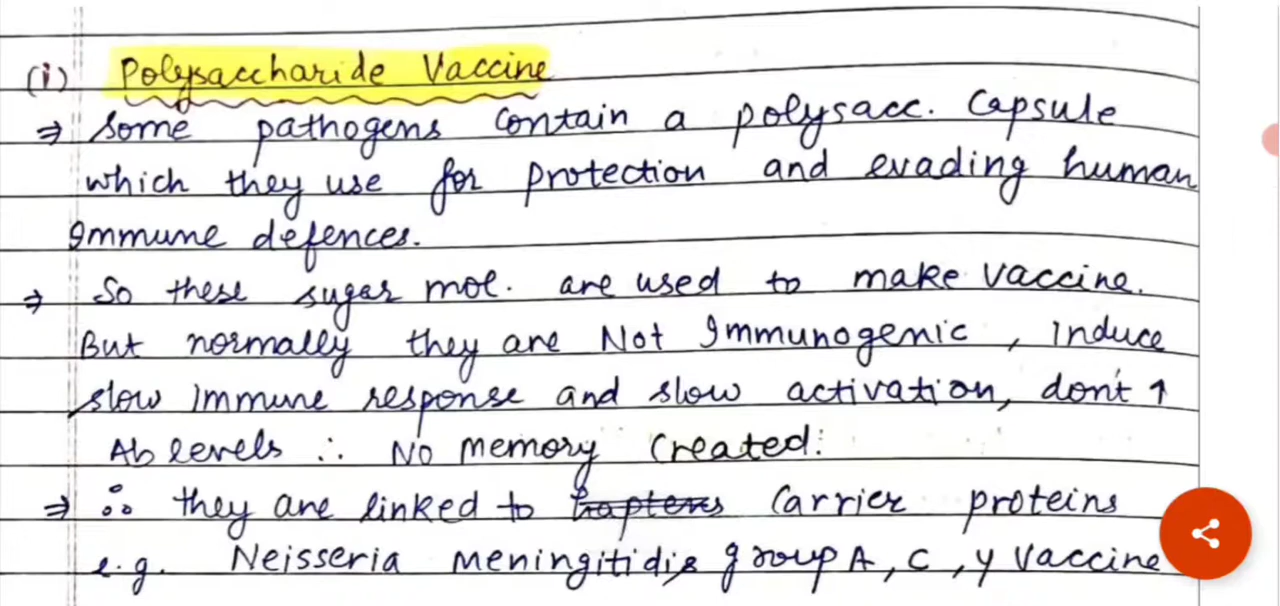 (i) Polysaccharide Vaccine
⇒ Some pathogens contain a polysacc. Capsule
which they use for protection and evading human
Immune defences.
⇒ So these sugar mol. are used to make vaccine.
But normally they are Not Immunogenic, induce
slow immune response and slow activation, don't ↑
Ab levels ∴ No memory created.
⇒ ∴ they are linked to haptens Carrier proteins
e.g. Neisseria meningitidis group A, C, Y Vaccine